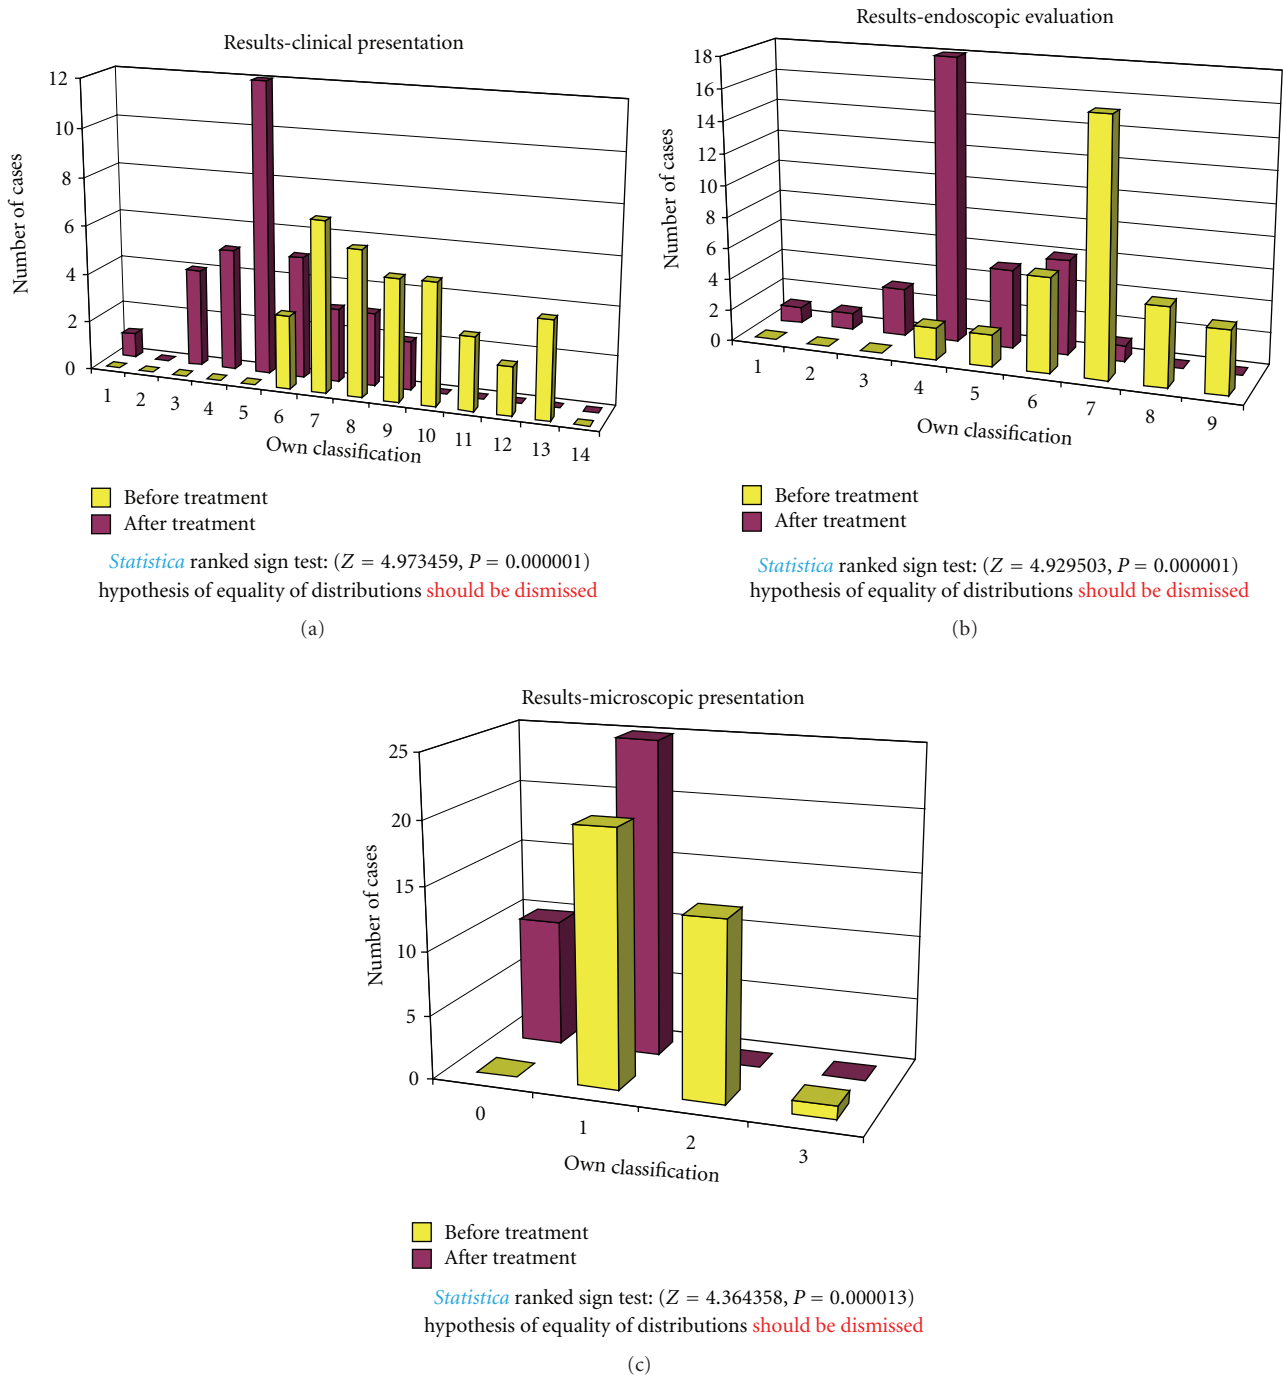 Results-clinical presentation
12
10
8
6
4
2
0
Number of cases
1 2 3 4 5 6 7 8 9 10 11 12 13 14
Own classification
Before treatment
After treatment
Statistica ranked sign test: (Z = 4.973459, P = 0.000001)
hypothesis of equality of distributions should be dismissed
(a)
Results-endoscopic evaluation
18
16
14
12
10
8
6
4
2
0
Number of cases
1 2 3 4 5 6 7 8 9
Own classification
Before treatment
After treatment
Statistica ranked sign test: (Z = 4.929503, P = 0.000001)
hypothesis of equality of distributions should be dismissed
(b)
Results-microscopic presentation
25
20
15
10
5
0
Number of cases
0 1 2 3
Own classification
Before treatment
After treatment
Statistica ranked sign test: (Z = 4.364358, P = 0.000013)
hypothesis of equality of distributions should be dismissed
(c)